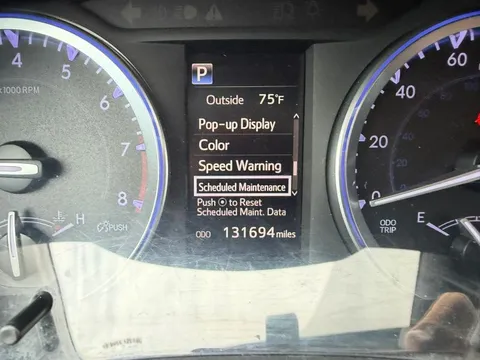 P
Outside 75°F
Pop-up Display
Color
Speed Warning
Scheduled Maintenance
Push ⊙ to Reset
Scheduled Maint. Data
ODO 131694 miles
x1000 RPM
4
5
6
7
8
H
PUSH
60
40
20
0
ODO
TRIP
E